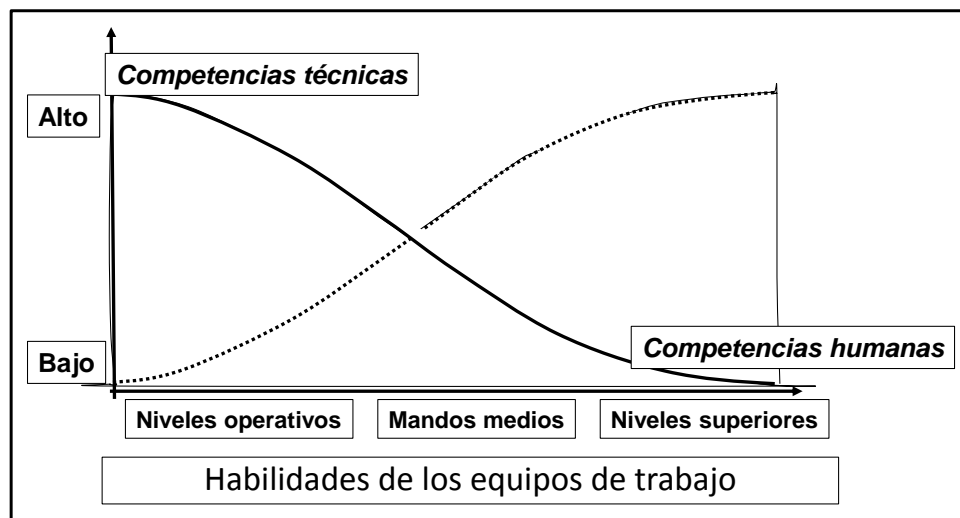 Competencias técnicas
Alto
Competencias humanas
Bajo
Niveles operativos
Mandos medios
Niveles superiores
Habilidades de los equipos de trabajo